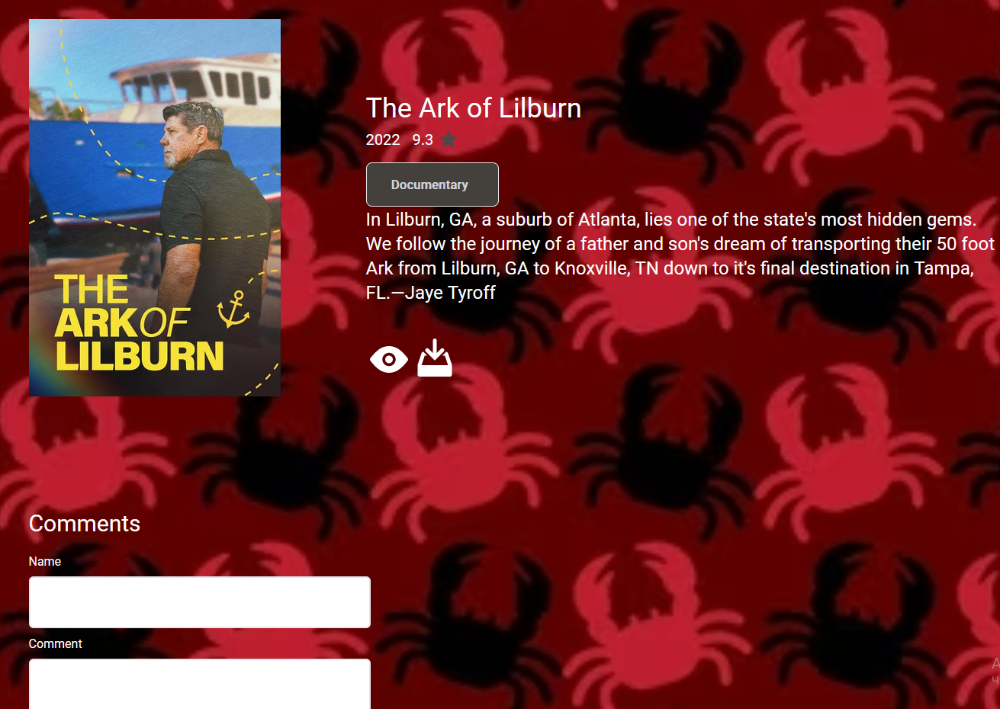 THE
ARK OF
LILBURN
The Ark of Lilburn
2022 9.3
Documentary
In Lilburn, GA, a suburb of Atlanta, lies one of the state's most hidden gems.
We follow the journey of a father and son's dream of transporting their 50 foot
Ark from Lilburn, GA to Knoxville, TN down to it's final destination in Tampa,
FL.—Jaye Tyroff
Comments
Name
Comment